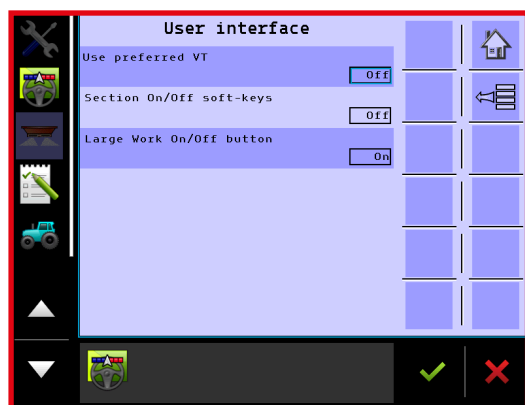 User interface
Use preferred VT
Off
Section On/Off soft-keys
Off
Large Work On/Off button
On